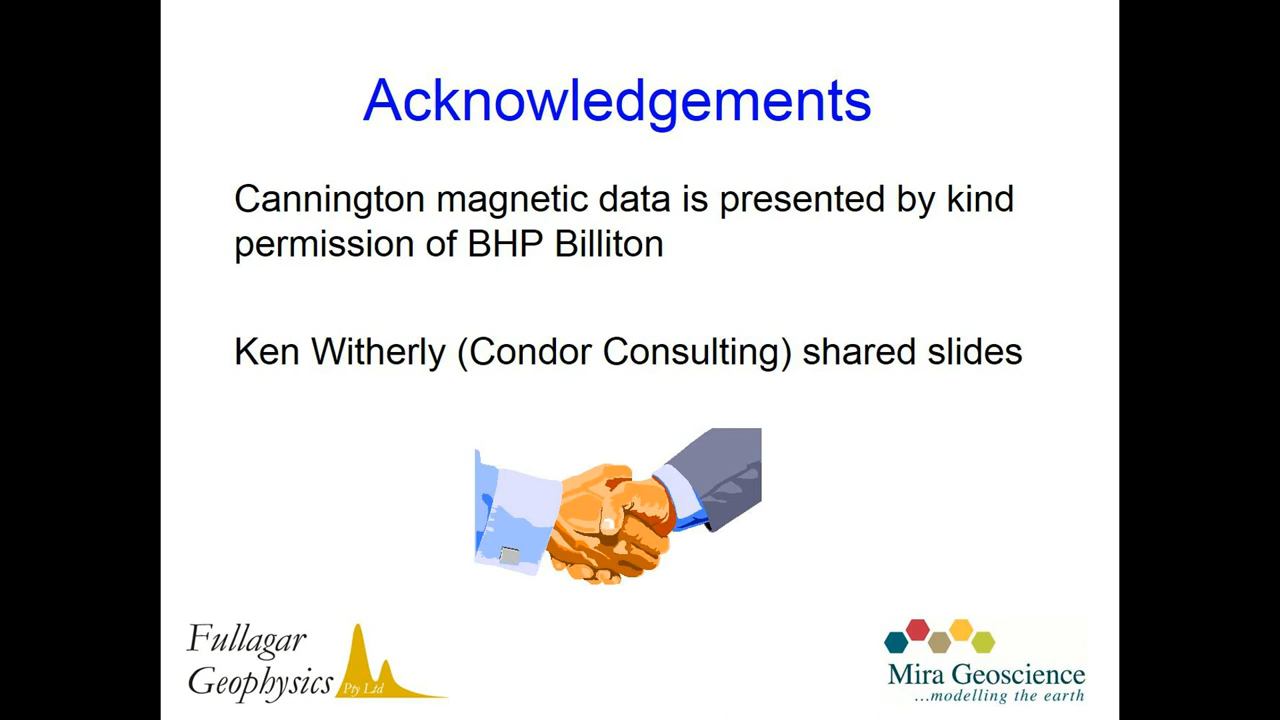 Acknowledgements
Cannington magnetic data is presented by kind
permission of BHP Billiton
Ken Witherly (Condor Consulting) shared slides
Fullagar
Geophysics Pty Ltd
Mira Geoscience
...modelling the earth